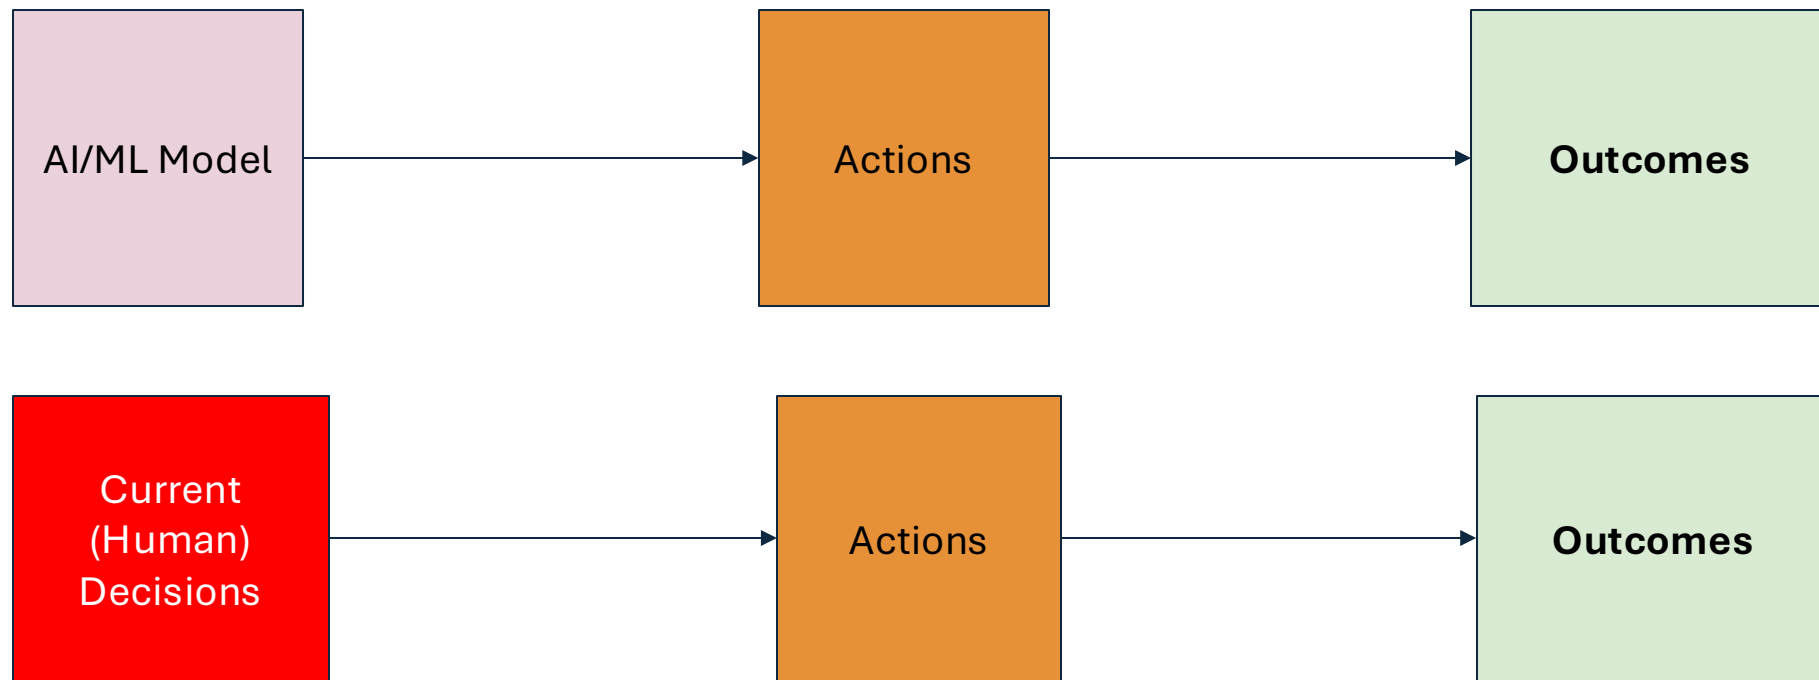 AI/ML Model
Actions
Outcomes
Current
(Human)
Decisions
Actions
Outcomes